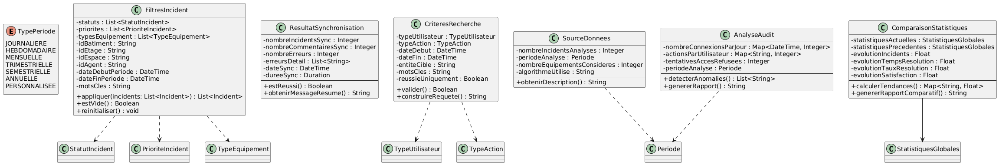 E TypePeriode
JOURNALIERE
HEBDOMADAIRE
MENSUELLE
TRIMESTRIELLE
SEMESTRIELLE
ANNUELLE
PERSONNALISEE
C FiltresIncident
-statuts : List<StatutIncident>
-priorites : List<PrioriteIncident>
-typesEquipement : List<TypeEquipement>
-idBatiment : String
-idEtage : String
-idEspace : String
-idAgent : String
-dateDebutPeriode : DateTime
-dateFinPeriode : DateTime
-motsCles : String
+appliquer(incidents: List<Incident>) : List<Incident>
+estVide() : Boolean
+reinitialiser() : void
C ResultatSynchronisation
-nombreIncidentsSync : Integer
-nombreCommentairesSync : Integer
-nombreErreurs : Integer
-erreursDetail : List<String>
-dateSync : DateTime
-dureeSync : Duration
+estReussi() : Boolean
+obtenirMessageResume() : String
C CriteresRecherche
-typeUtilisateur : TypeUtilisateur
-typeAction : TypeAction
-dateDebut : DateTime
-dateFin : DateTime
-entiteCible : String
-motsCles : String
-reussieUniquement : Boolean
+valider() : Boolean
+construireRequete() : String
C SourceDonnees
-nombreIncidentsAnalyses : Integer
-periodeAnalyse : Periode
-nombreEquipementsConsideres : Integer
-algorithmeUtilise : String
+obtenirDescription() : String
C AnalyseAudit
-nombreConnexionsParJour : Map<DateTime, Integer>
-actionsParUtilisateur : Map<String, Integer>
-tentativesAccesRefusees : Integer
-periodeAnalyse : Periode
+detecterAnomalies() : List<String>
+genererRapport() : String
C ComparaisonStatistiques
-statistiquesActuelles : StatistiquesGlobales
-statistiquesPrecedentes : StatistiquesGlobales
-evolutionIncidents : Float
-evolutionTempsResolution : Float
-evolutionTauxResolution : Float
-evolutionSatisfaction : Float
+calculerTendances() : Map<String, Float>
+genererRapportComparatif() : String
C StatutIncident
C PrioriteIncident
C TypeEquipement
C TypeUtilisateur
C TypeAction
C Periode
C StatistiquesGlobales